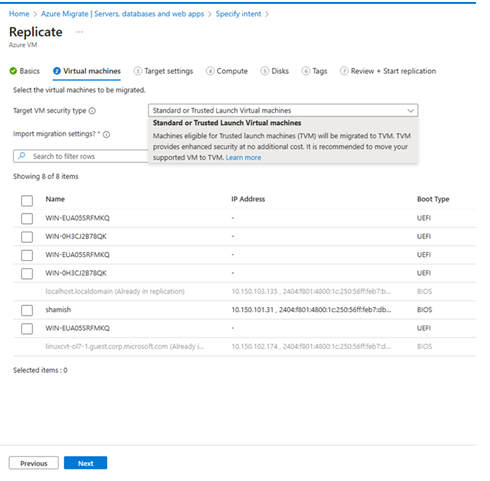 Home > Azure Migrate | Servers, databases and web apps > Specify intent >
Replicate ...
Azure VM
Basics 2 Virtual machines 3 Target settings 4 Compute 5 Disks 6 Tags 7 Review + Start replication
Select the virtual machines to be migrated.
Target VM security type Standard or Trusted Launch Virtual machines
Standard or Trusted Launch Virtual machines
Machines eligible for Trusted launch machines (TVM) will be migrated to TVM. TVM
provides enhanced security at no additional cost. It is recommended to move your
supported VM to TVM. Learn more
Import migration settings? *
Search to filter rows
Showing 8 of 8 items
Name IP Address Boot Type
WIN-EUA05SRFMKQ - UEFI
WIN-0H3CJ2B78QK - UEFI
WIN-EUA05SRFMKQ - UEFI
WIN-0H3CJ2B78QK - UEFI
localhost.localdomain (Already in replication) 10.150.103.135 , 2404:f801:4800:1c:250:56ff:feb7:d... BIOS
shamish 10.150.101.31 , 2404:f801:4800:1c:250:56ff:feb7:db... BIOS
WIN-EUA05SRFMKQ - UEFI
linuxcvt-ol7-1.guest.corp.microsoft.com (Already i... 10.150.102.174 , 2404:f801:4800:1c:250:56ff:feb7:d... BIOS
Selected items : 0
Previous Next